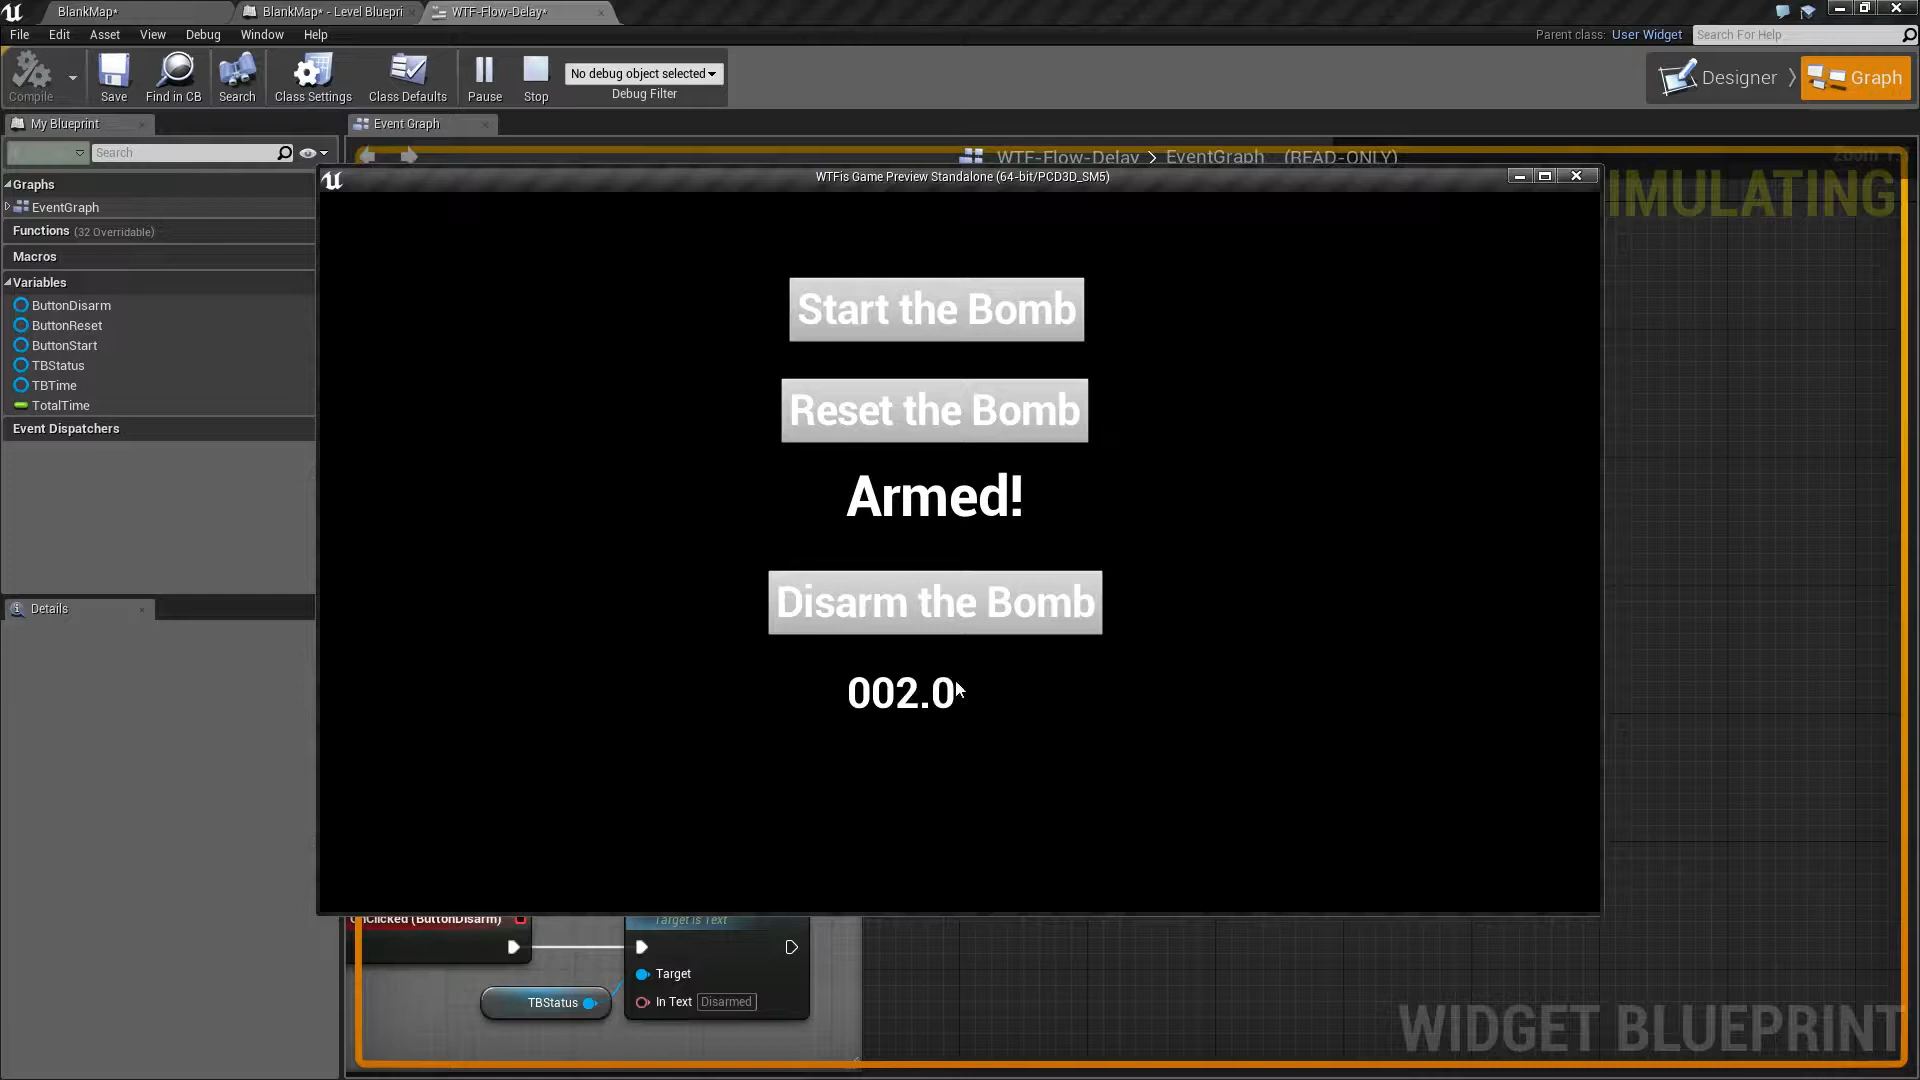 BlankMap*
BlankMap* - Level Bluepri
WTF-Flow-Delay*
File Edit Asset View Debug Window Help
Parent class: User Widget
Search For Help
Compile
Save
Find in CB
Search
Class Settings
Class Defaults
Pause
Stop
No debug object selected
Debug Filter
Designer
Graph
My Blueprint
Event Graph
Search
WTF-Flow-Delay > EventGraph (READ-ONLY)
Graphs
EventGraph
Functions (32 Overridable)
Macros
Variables
ButtonDisarm
ButtonReset
ButtonStart
TBStatus
TBTime
TotalTime
Event Dispatchers
Details
WTFis Game Preview Standalone (64-bit/PCD3D_SM5)
IMULATING
Start the Bomb
Reset the Bomb
Armed!
Disarm the Bomb
002.0
OnClicked (ButtonDisarm)
Target is Text
Target
TBStatus
In Text Disarmed
WIDGET BLUEPRINT